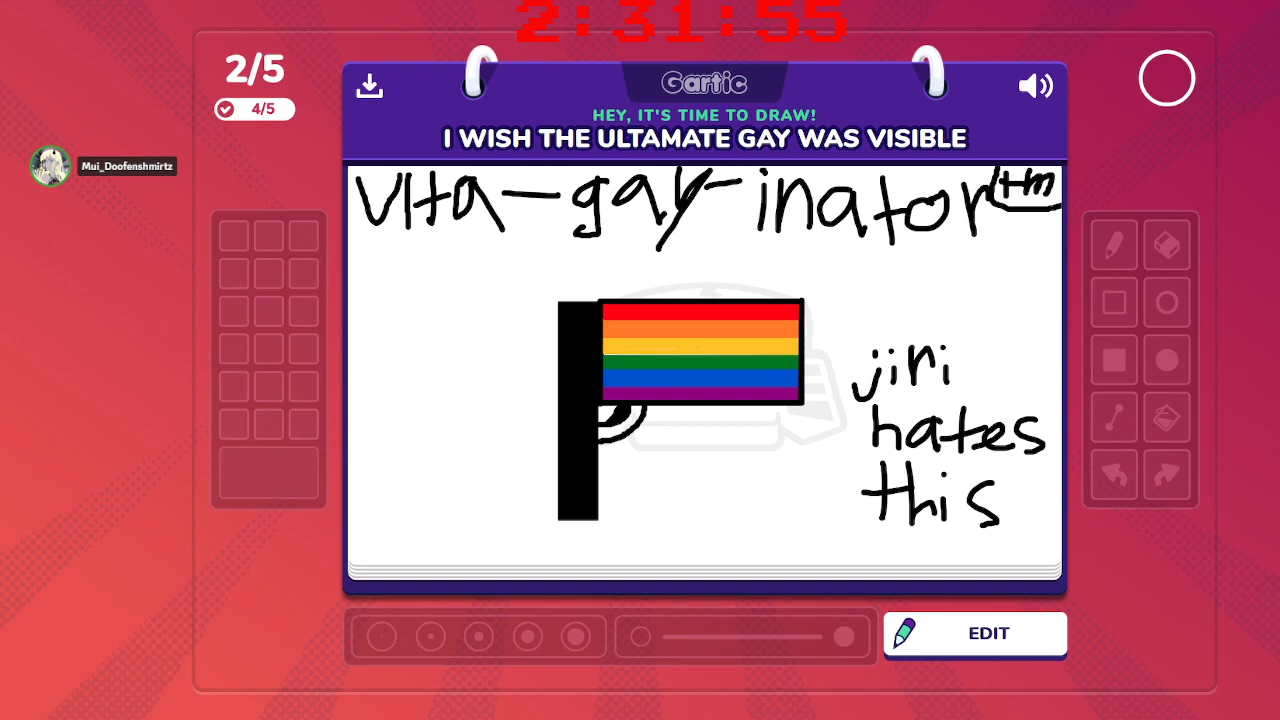 2:31:55
2/5
4/5
Gartic
HEY, IT'S TIME TO DRAW!
I WISH THE ULTAMATE GAY WAS VISIBLE
Mui_Doofenshmirtz
Ulta-gay-inator tm
jiri
hates
this
EDIT